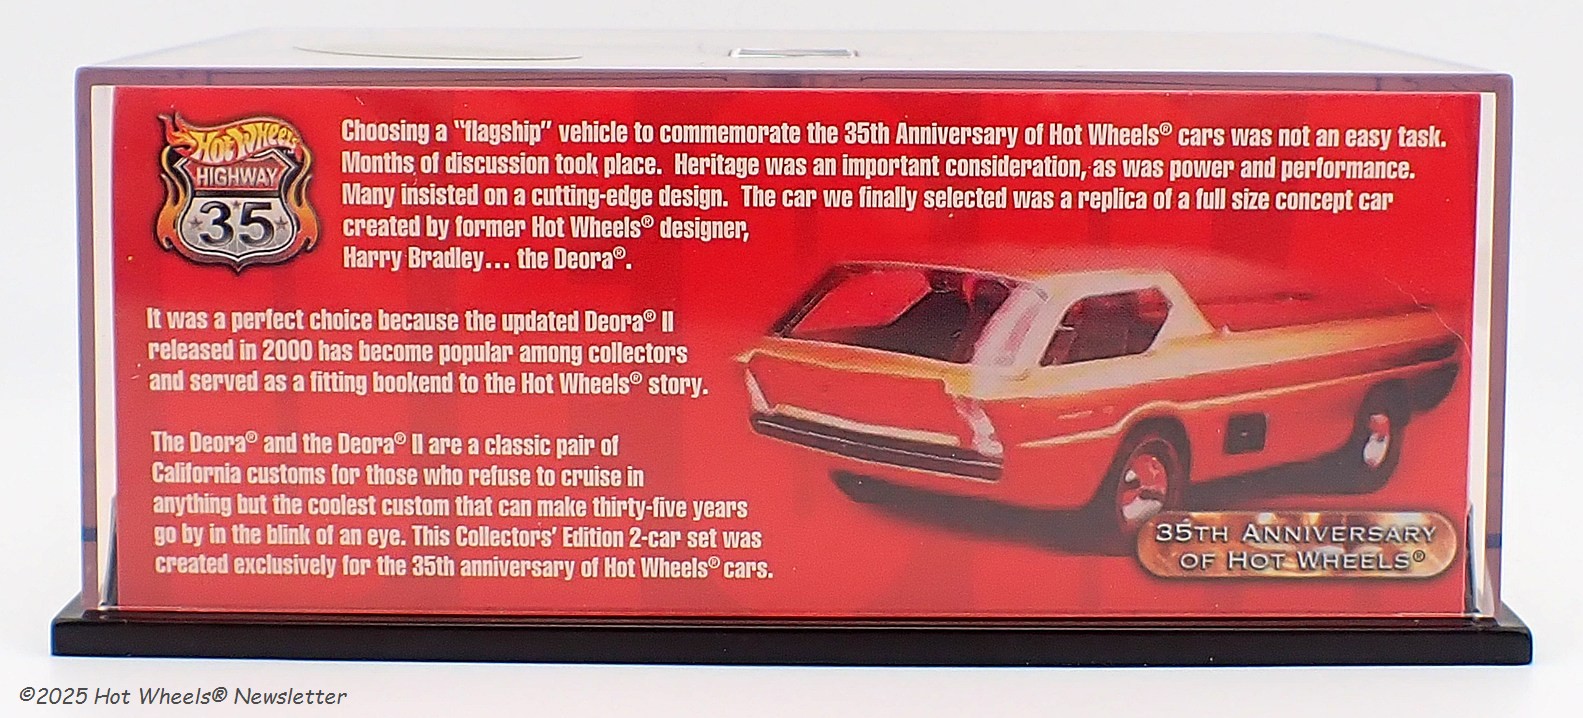 Hot Wheels
HIGHWAY
35
Choosing a "flagship" vehicle to commemorate the 35th Anniversary of Hot Wheels® cars was not an easy task.
Months of discussion took place. Heritage was an important consideration, as was power and performance.
Many insisted on a cutting-edge design. The car we finally selected was a replica of a full size concept car
created by former Hot Wheels® designer,
Harry Bradley... the Deora®.
It was a perfect choice because the updated Deora® II
released in 2000 has become popular among collectors
and served as a fitting bookend to the Hot Wheels® story.
The Deora® and the Deora® II are a classic pair of
California customs for those who refuse to cruise in
anything but the coolest custom that can make thirty-five years
go by in the blink of an eye. This Collectors' Edition 2-car set was
created exclusively for the 35th anniversary of Hot Wheels® cars.
35TH ANNIVERSARY
OF HOT WHEELS®
©2025 Hot Wheels® Newsletter